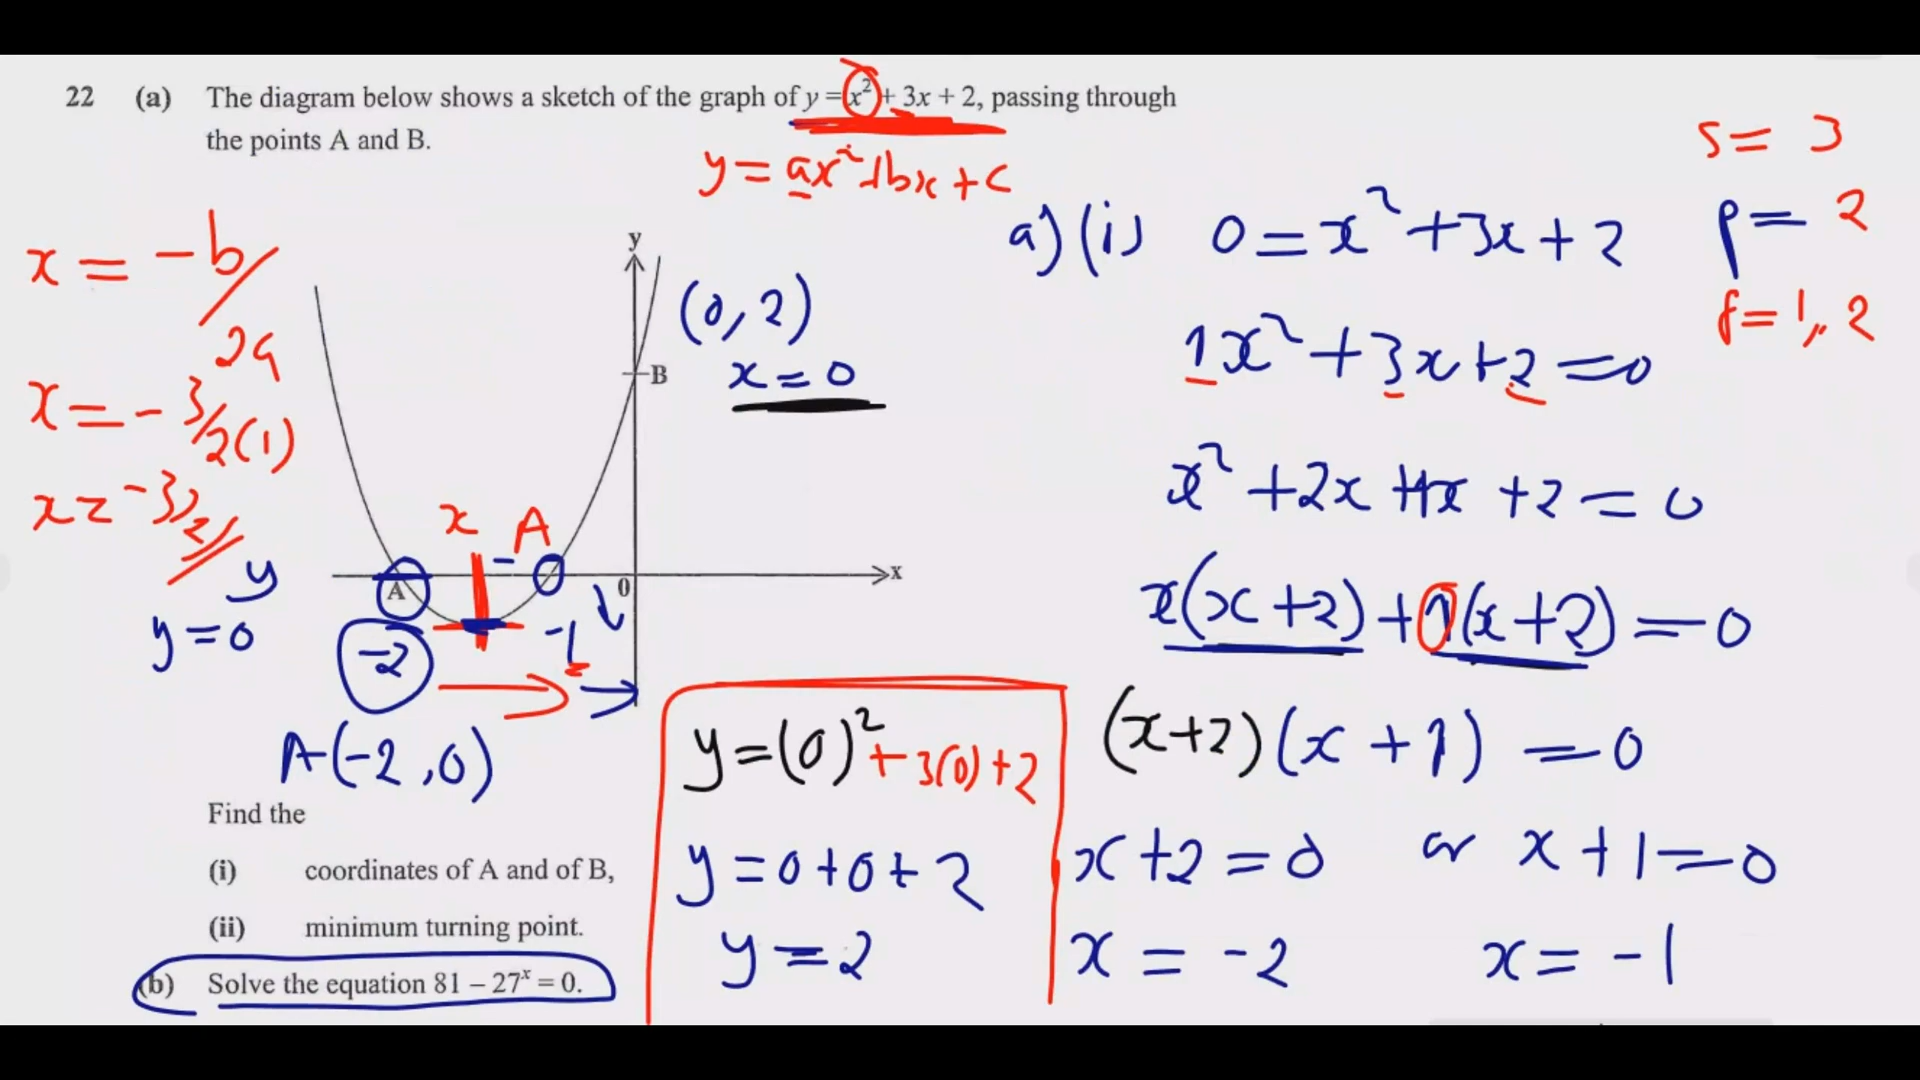 22 (a) The diagram below shows a sketch of the graph of y = x² + 3x + 2, passing through
the points A and B.
y = ax² + bx + c
s = 3
p = 2
f = 1, 2
x = -b/2a
x = -3/2(1)
x = -3/2
y
y = 0
y
(0, 2)
x = 0
B
x
A
A
0
x
-2
-1
A(-2, 0)
a) (i) 0 = x² + 3x + 2
1x² + 3x + 2 = 0
x² + 2x + 1x + 2 = 0
x(x + 2) + 1(x + 2) = 0
(x+2)(x + 1) = 0
x + 2 = 0 or x + 1 = 0
x = -2 x = -1
y = (0)² + 3(0) + 2
y = 0 + 0 + 2
y = 2
Find the
(i) coordinates of A and of B,
(ii) minimum turning point.
(b) Solve the equation 81 – 27ˣ = 0.